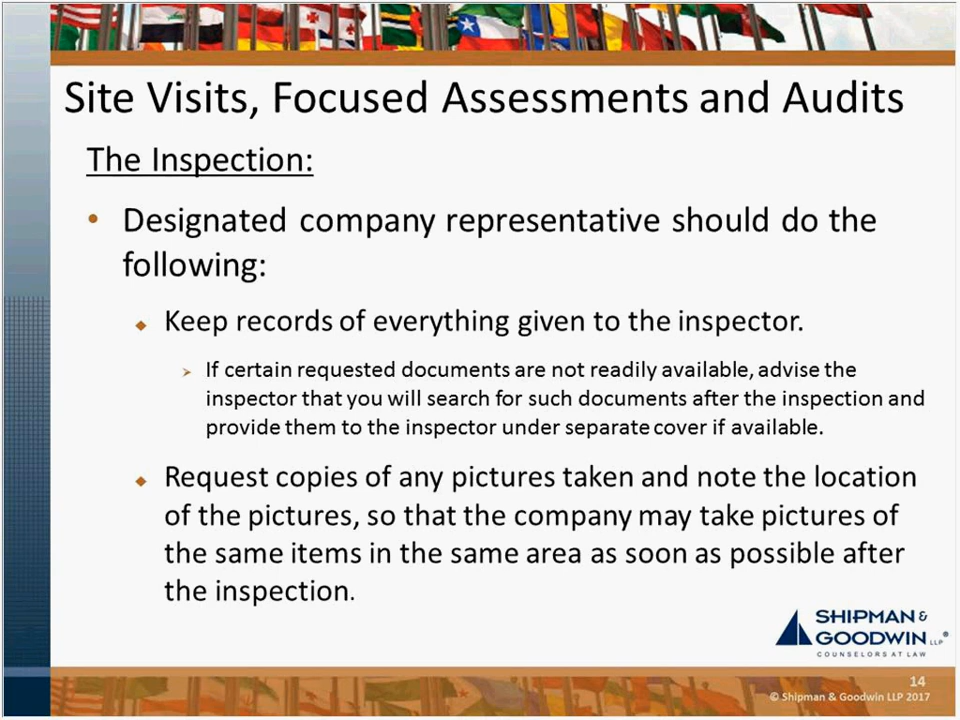 Site Visits, Focused Assessments and Audits
The Inspection:
• Designated company representative should do the
following:
Keep records of everything given to the inspector.
If certain requested documents are not readily available, advise the
inspector that you will search for such documents after the inspection and
provide them to the inspector under separate cover if available.
Request copies of any pictures taken and note the location
of the pictures, so that the company may take pictures of
the same items in the same area as soon as possible after
the inspection.
SHIPMAN &
GOODWIN LLP®
COUNSELORS AT LAW
14
© Shipman & Goodwin LLP 2017